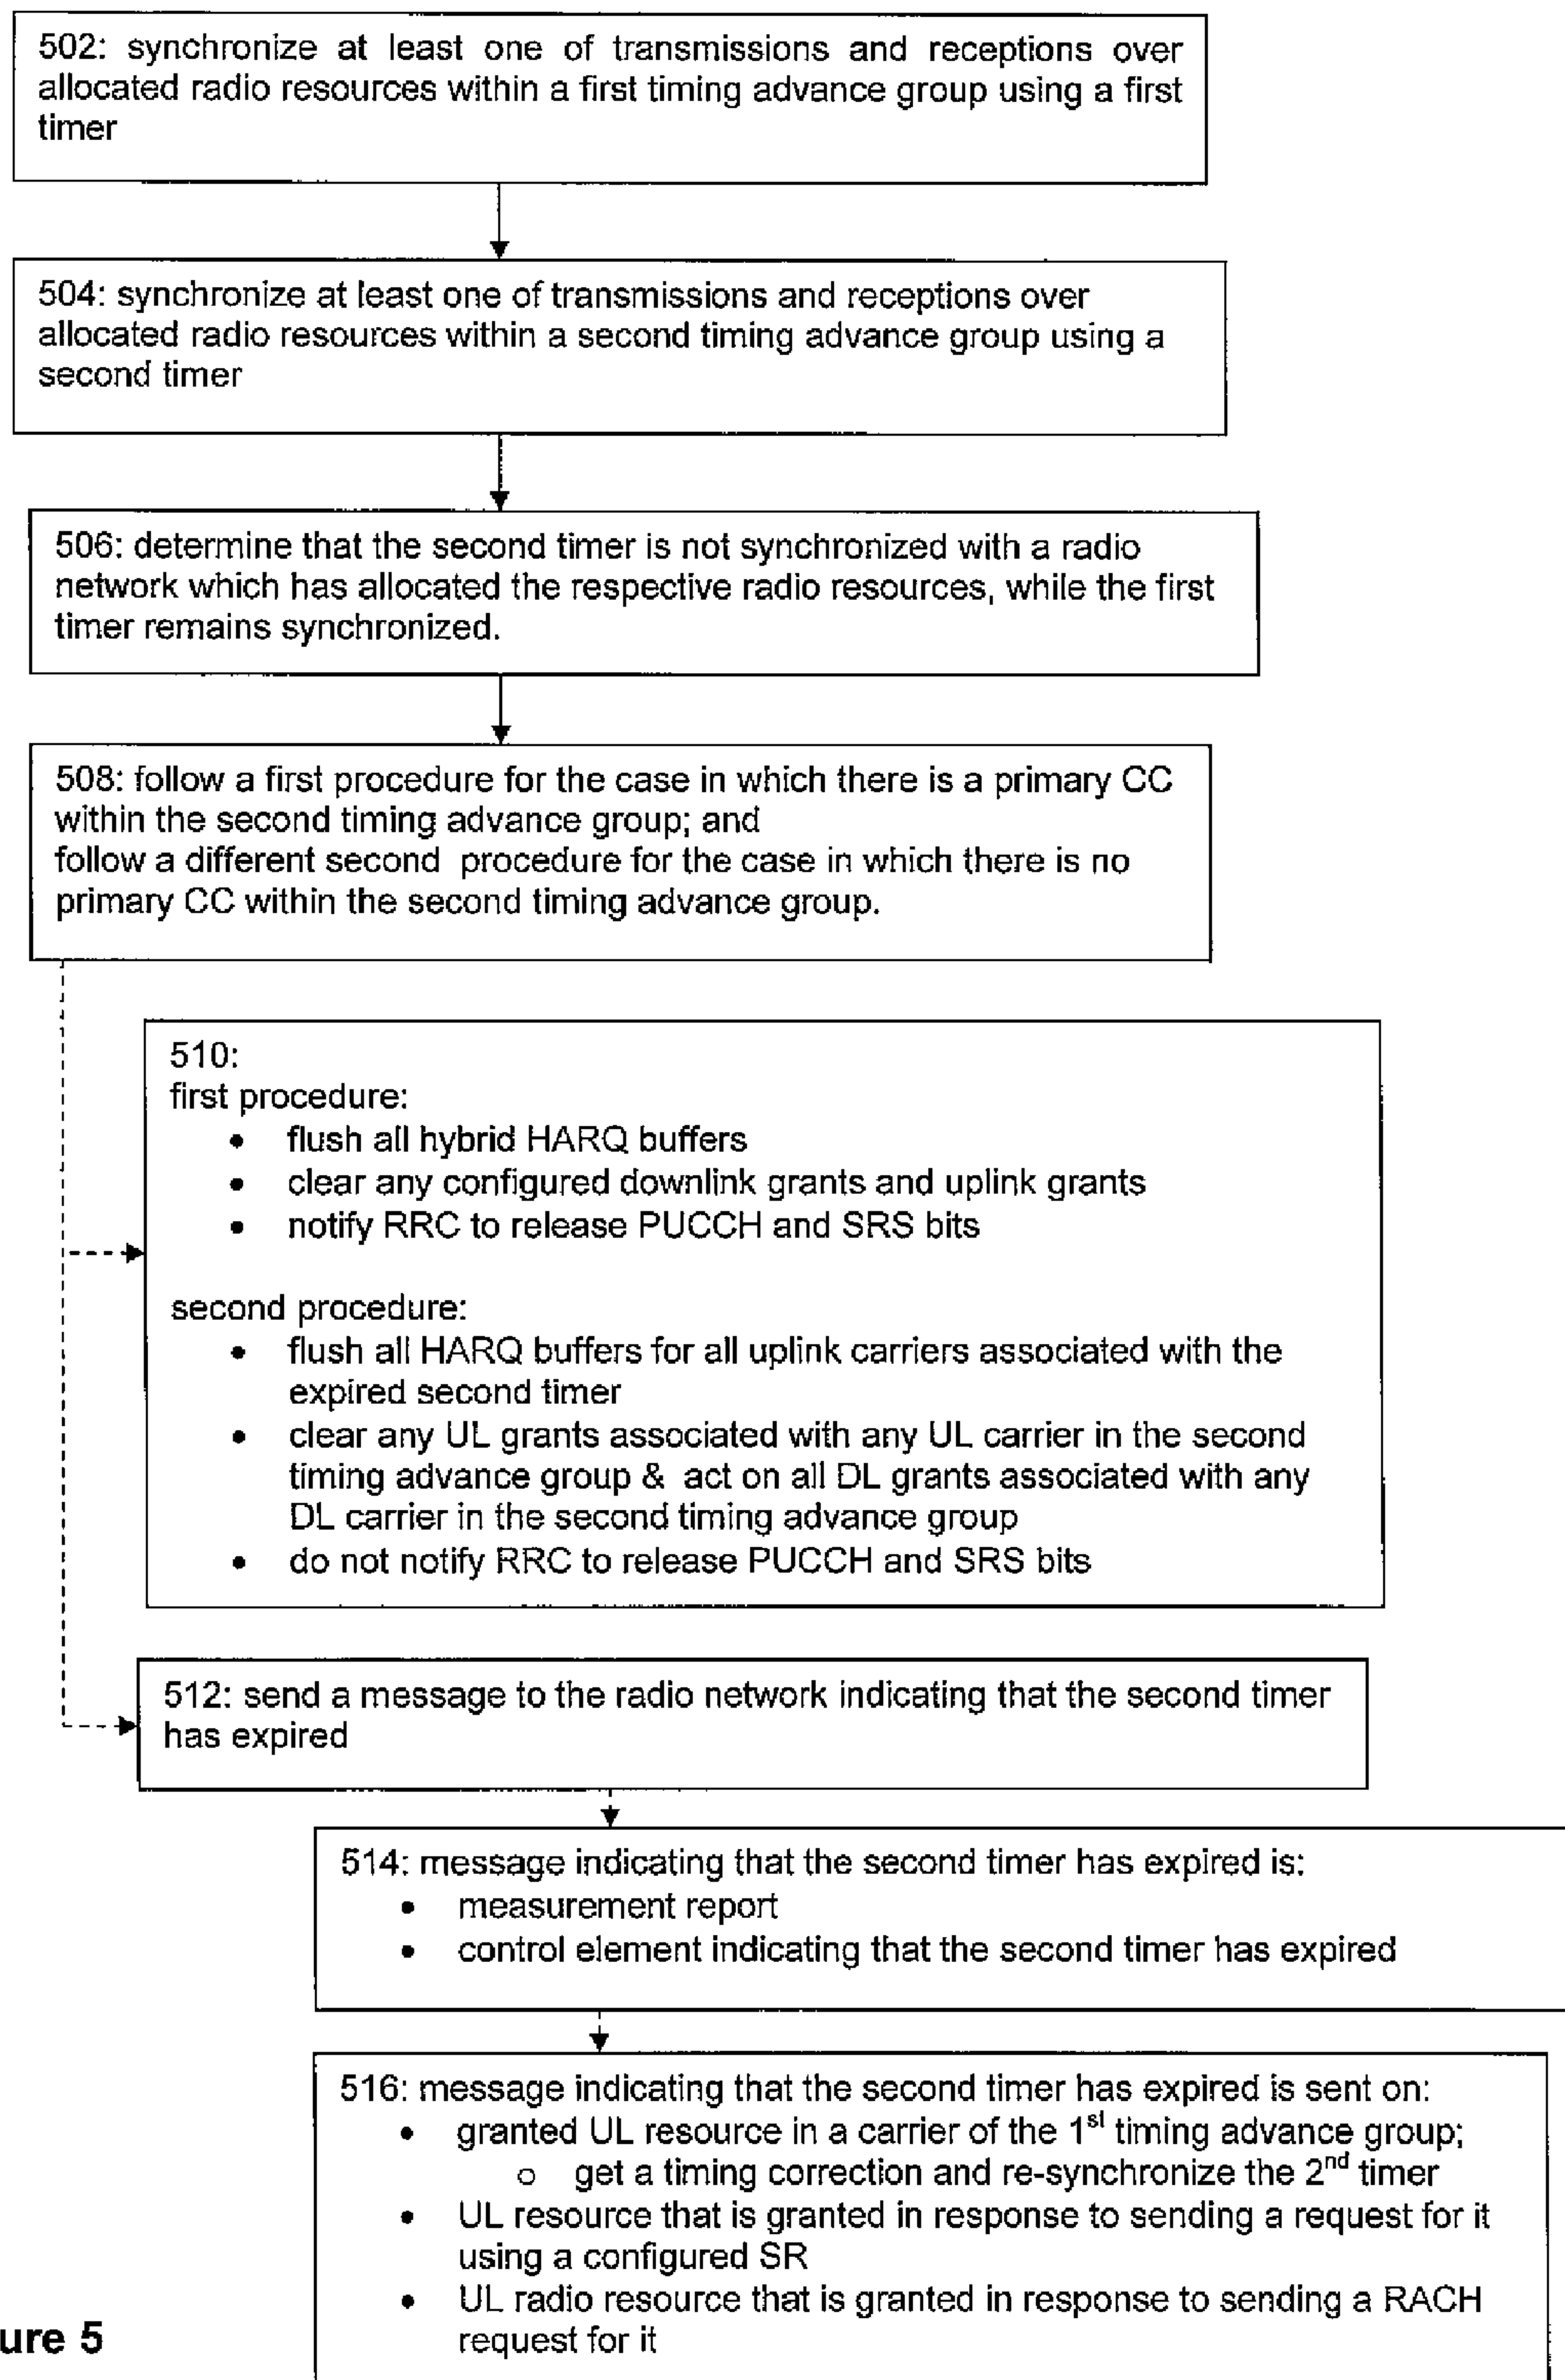 502: synchronize at least one of transmissions and receptions over
allocated radio resources within a first timing advance group using a first
timer
504: synchronize at least one of transmissions and receptions over
allocated radio resources within a second timing advance group using a
second timer
506: determine that the second timer is not synchronized with a radio
network which has allocated the respective radio resources, while the first
timer remains synchronized.
508: follow a first procedure for the case in which there is a primary CC
within the second timing advance group; and
follow a different second procedure for the case in which there is no
primary CC within the second timing advance group.
510:
first procedure:
• flush all hybrid HARQ buffers
• clear any configured downlink grants and uplink grants
• notify RRC to release PUCCH and SRS bits
second procedure:
• flush all HARQ buffers for all uplink carriers associated with the
expired second timer
• clear any UL grants associated with any UL carrier in the second
timing advance group & act on all DL grants associated with any
DL carrier in the second timing advance group
• do not notify RRC to release PUCCH and SRS bits
512: send a message to the radio network indicating that the second timer
has expired
514: message indicating that the second timer has expired is:
• measurement report
• control element indicating that the second timer has expired
516: message indicating that the second timer has expired is sent on:
• granted UL resource in a carrier of the 1st timing advance group;
o get a timing correction and re-synchronize the 2nd timer
• UL resource that is granted in response to sending a request for it
using a configured SR
• UL radio resource that is granted in response to sending a RACH
request for it
ure 5